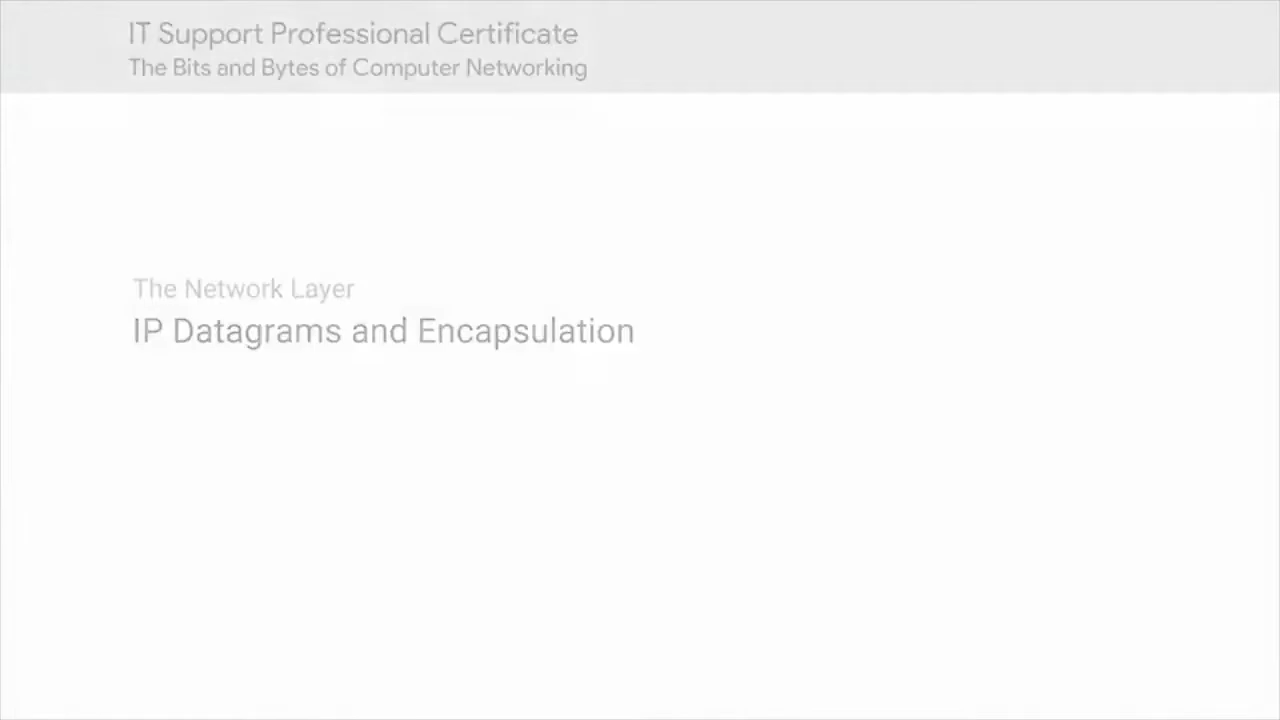 IT Support Professional Certificate
The Bits and Bytes of Computer Networking
The Network Layer
IP Datagrams and Encapsulation